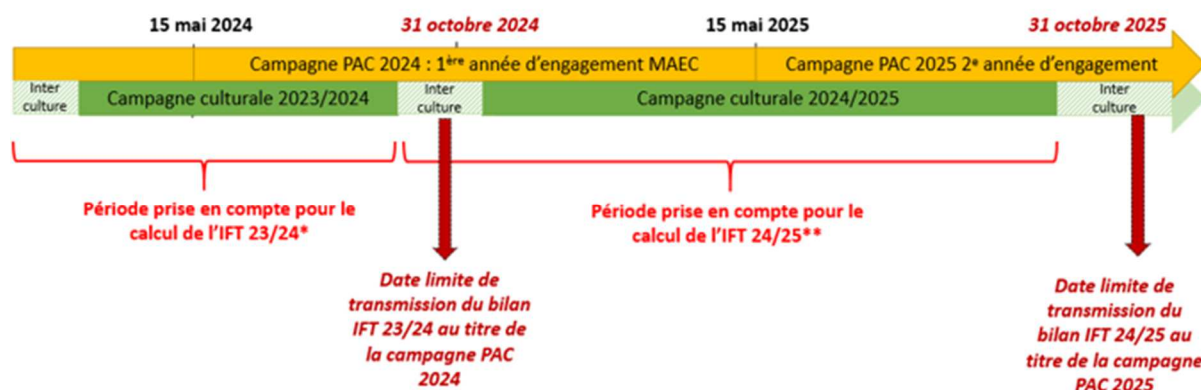 15 mai 2024
31 octobre 2024
15 mai 2025
31 octobre 2025
Campagne PAC 2024 : 1ère année d'engagement MAEC
Campagne PAC 2025 2e année d'engagement
Inter
culture
Campagne culturale 2023/2024
Inter
culture
Campagne culturale 2024/2025
Inter
culture
Période prise en compte pour le
calcul de l'IFT 23/24*
Période prise en compte pour le
calcul de l'IFT 24/25**
Date limite de
transmission du bilan
IFT 23/24 au titre de
la campagne PAC
2024
Date limite de
transmission du
bilan IFT 24/25 au
titre de la campagne
PAC 2025